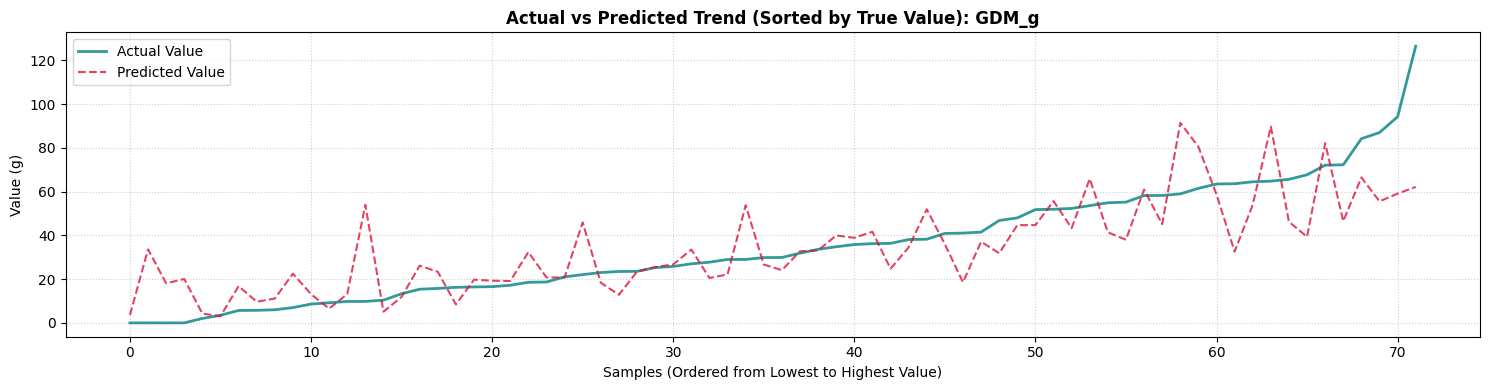 Actual vs Predicted Trend (Sorted by True Value): GDM_g
Actual Value
Predicted Value
Value (g)
120
100
80
60
40
20
0
0 10 20 30 40 50 60 70
Samples (Ordered from Lowest to Highest Value)